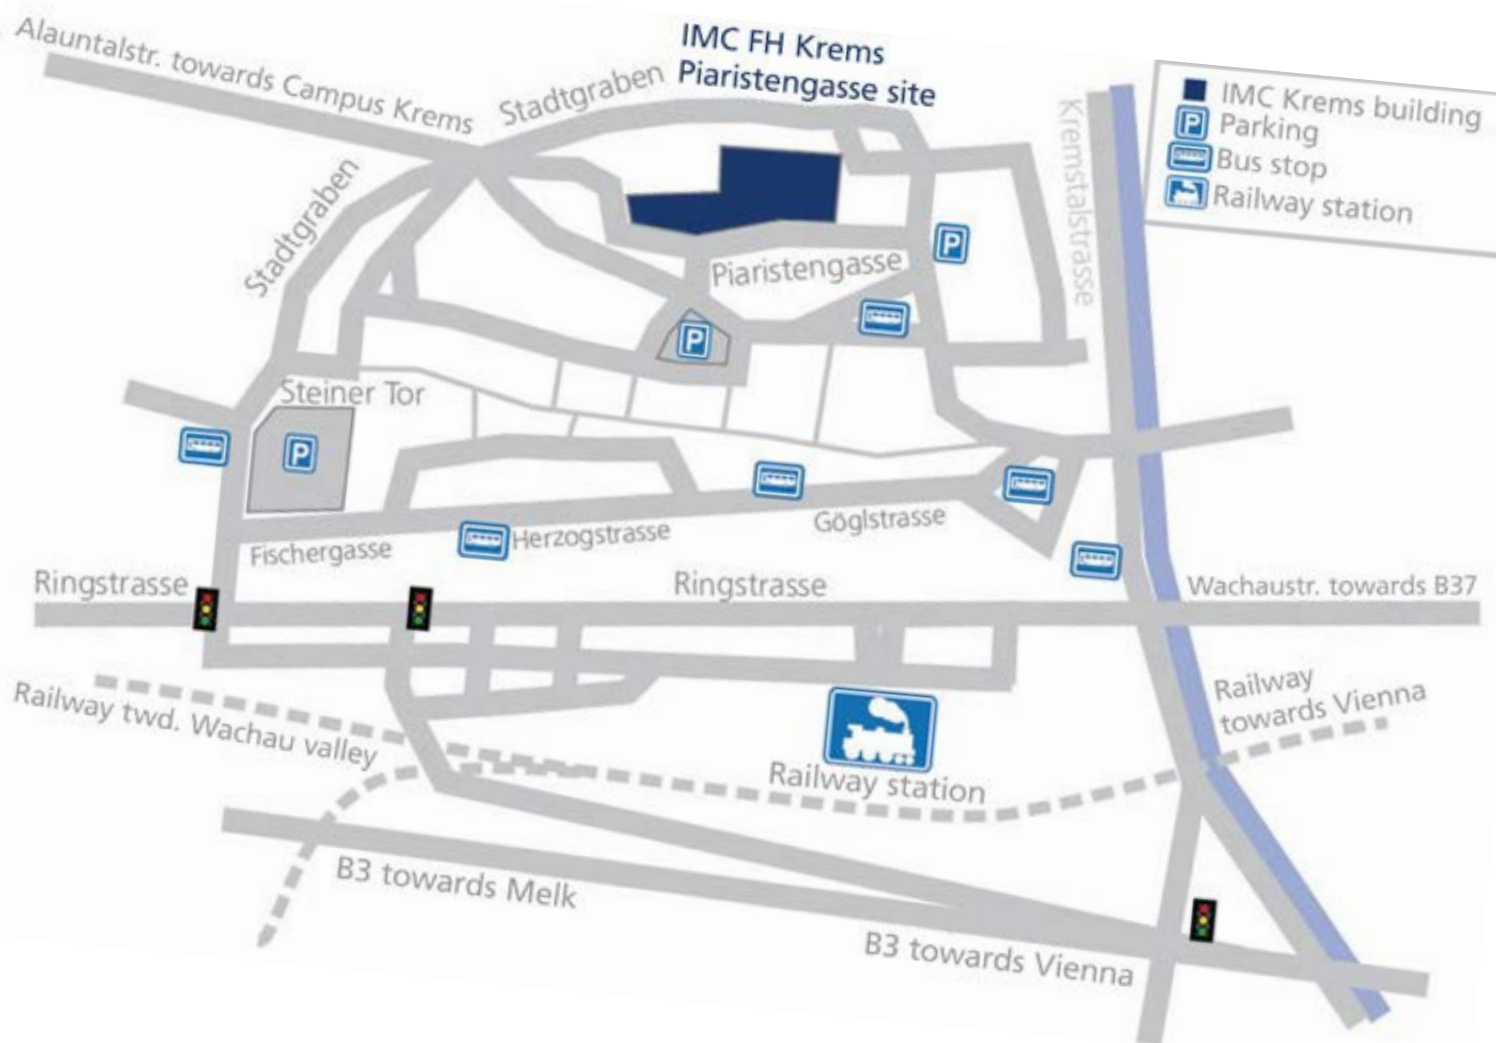 IMC FH Krems
Piaristengasse site
Alauntalstr. towards Campus Krems
Stadtgraben
Stadtgraben
Kremstalstrasse
IMC Krems building
P Parking
Bus stop
Railway station
P
Piaristengasse
P
Steiner Tor
P
Göglstrasse
Herzogstrasse
Fischergasse
Ringstrasse
Ringstrasse
Wachaustr. towards B37
Railway
towards Vienna
Railway twd. Wachau valley
Railway station
B3 towards Melk
B3 towards Vienna